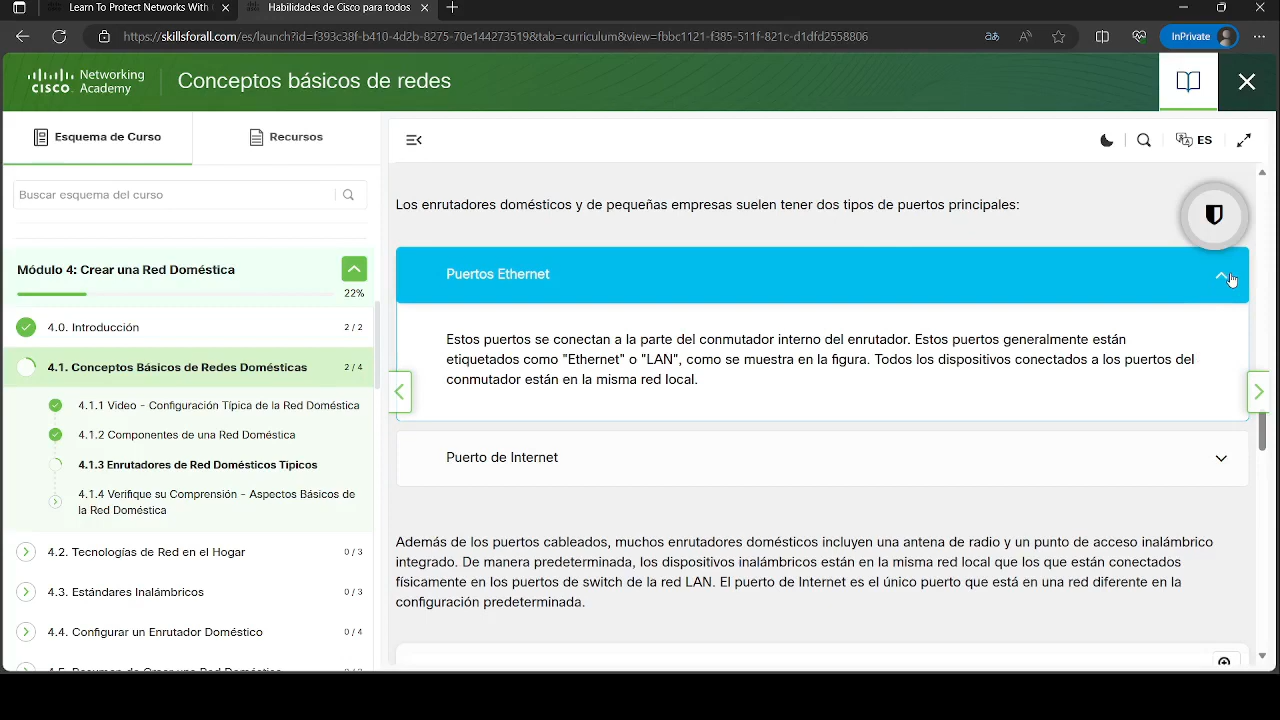 Learn To Protect Networks With
Habilidades de Cisco para todos
https://skillsforall.com/es/launch?id=f393c38f-b410-4d2b-8275-70e144273519&tab=curriculum&view=fbbc1121-f385-511f-821c-d1dfd2558806
InPrivate
Networking
CISCO Academy
Conceptos básicos de redes
Esquema de Curso
Recursos
ES
Buscar esquema del curso
Módulo 4: Crear una Red Doméstica
22%
4.0. Introducción 2 / 2
4.1. Conceptos Básicos de Redes Domésticas 2 / 4
4.1.1 Video - Configuración Típica de la Red Doméstica
4.1.2 Componentes de una Red Doméstica
4.1.3 Enrutadores de Red Domésticos Típicos
4.1.4 Verifique su Comprensión - Aspectos Básicos de
la Red Doméstica
4.2. Tecnologías de Red en el Hogar 0 / 3
4.3. Estándares Inalámbricos 0 / 3
4.4. Configurar un Enrutador Doméstico 0 / 4
Los enrutadores domésticos y de pequeñas empresas suelen tener dos tipos de puertos principales:
Puertos Ethernet
Estos puertos se conectan a la parte del conmutador interno del enrutador. Estos puertos generalmente están
etiquetados como "Ethernet" o "LAN", como se muestra en la figura. Todos los dispositivos conectados a los puertos del
conmutador están en la misma red local.
Puerto de Internet
Además de los puertos cableados, muchos enrutadores domésticos incluyen una antena de radio y un punto de acceso inalámbrico
integrado. De manera predeterminada, los dispositivos inalámbricos están en la misma red local que los que están conectados
físicamente en los puertos de switch de la red LAN. El puerto de Internet es el único puerto que está en una red diferente en la
configuración predeterminada.